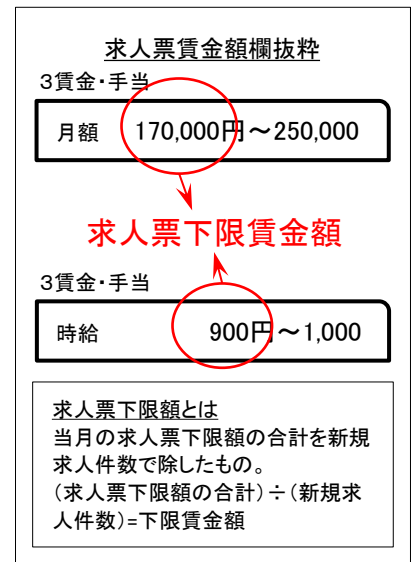 求人票賃金額欄抜粋
３賃金・手当
月額 170,000円～250,000
求人票下限賃金額
３賃金・手当
時給 900円～1,000
求人票下限額とは
当月の求人票下限額の合計を新規
求人件数で除したもの。
（求人票下限額の合計）÷（新規求
人件数）=下限賃金額